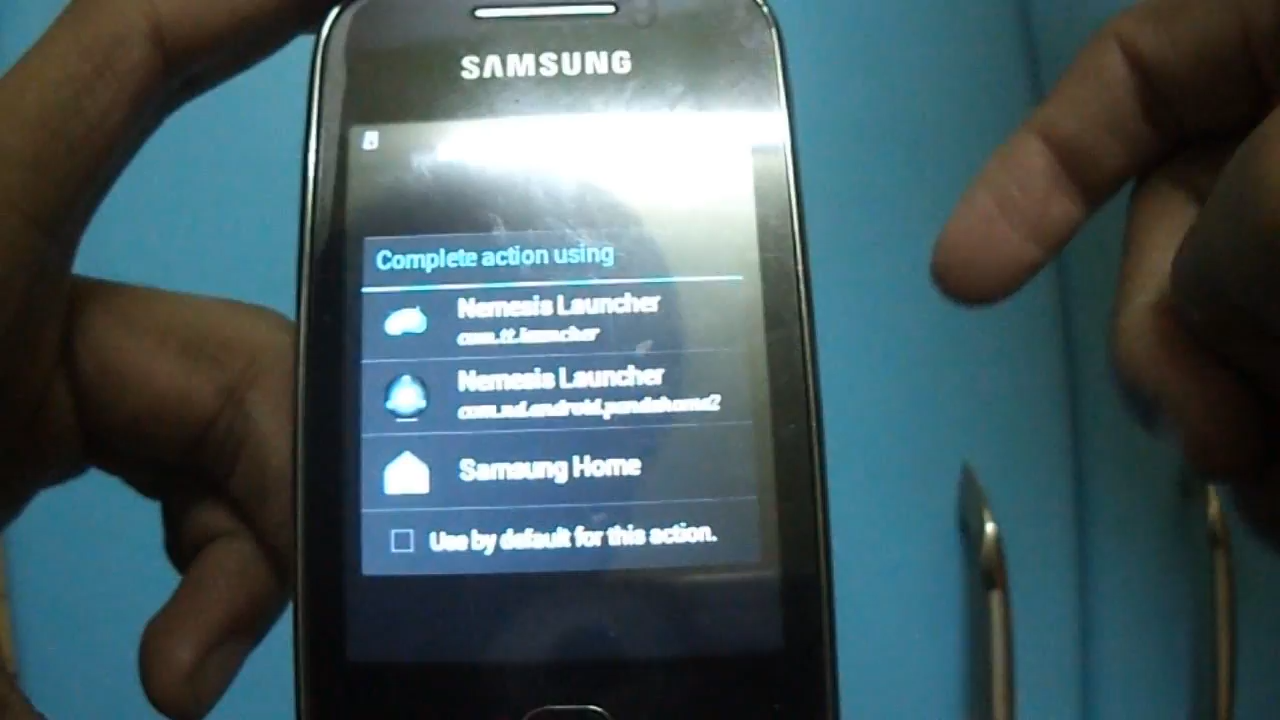 SAMSUNG
Complete action using
Nemesis Launcher
com.tt.launcher
Nemesis Launcher
com.nd.android.pandahome2
Samsung Home
Use by default for this action.